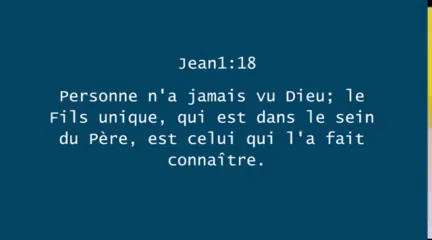 Jean1:18
Personne n'a jamais vu Dieu; le
Fils unique, qui est dans le sein
du Père, est celui qui l'a fait
connaître.